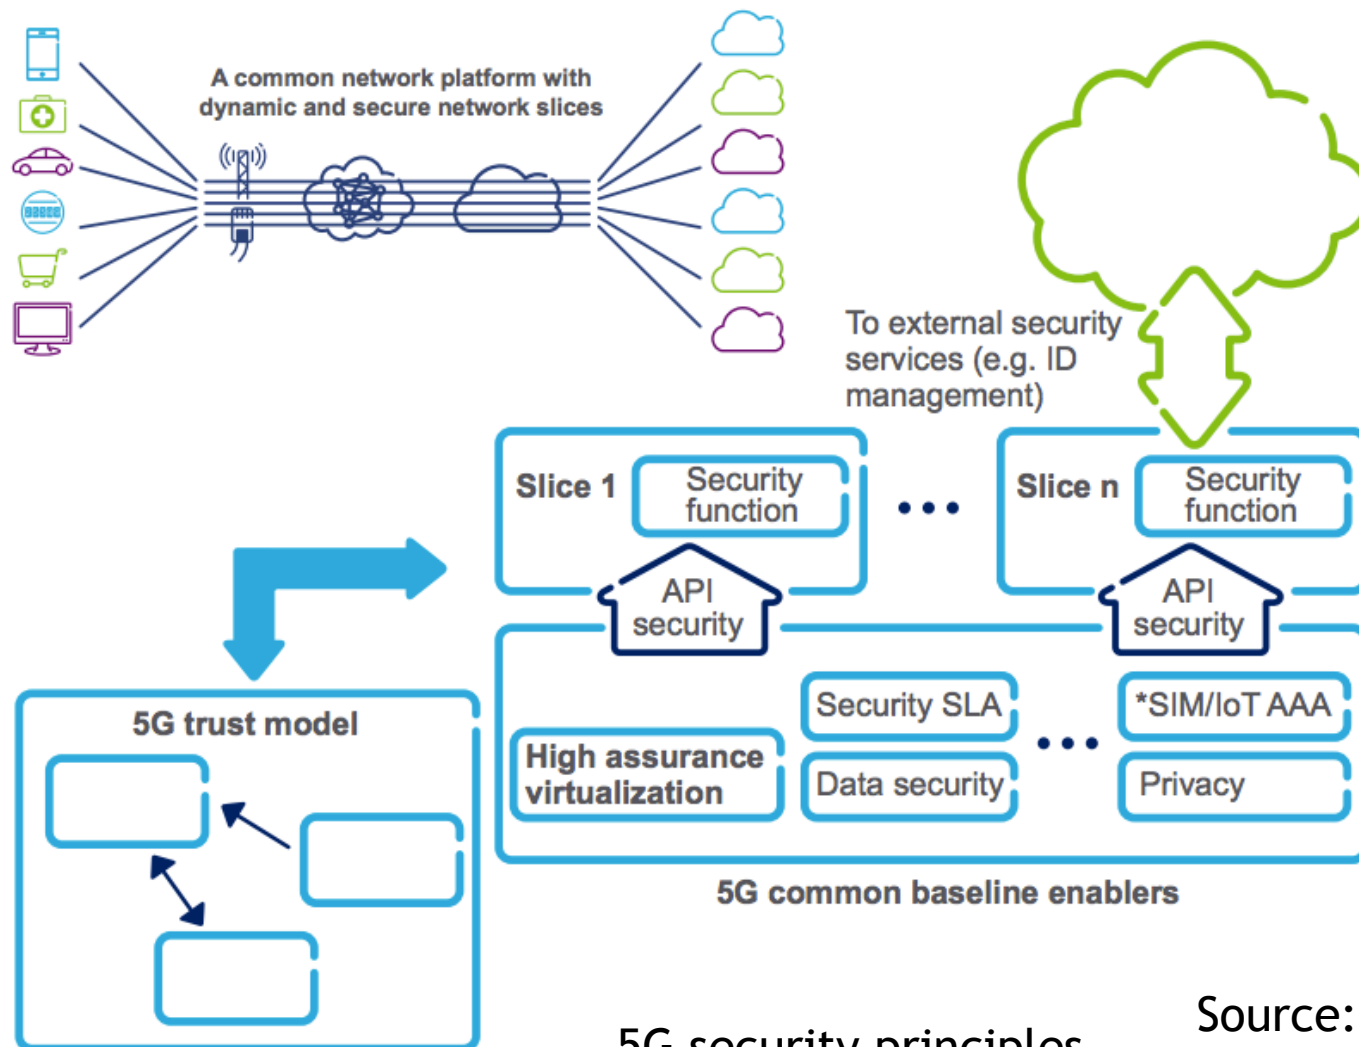 A common network platform with
dynamic and secure network slices
To external security
services (e.g. ID
management)
Slice 1
Security
function
Slice n
Security
function
API
security
API
security
5G trust model
High assurance
virtualization
Security SLA
Data security
*SIM/IoT AAA
Privacy
5G common baseline enablers
Source:
5G security principles